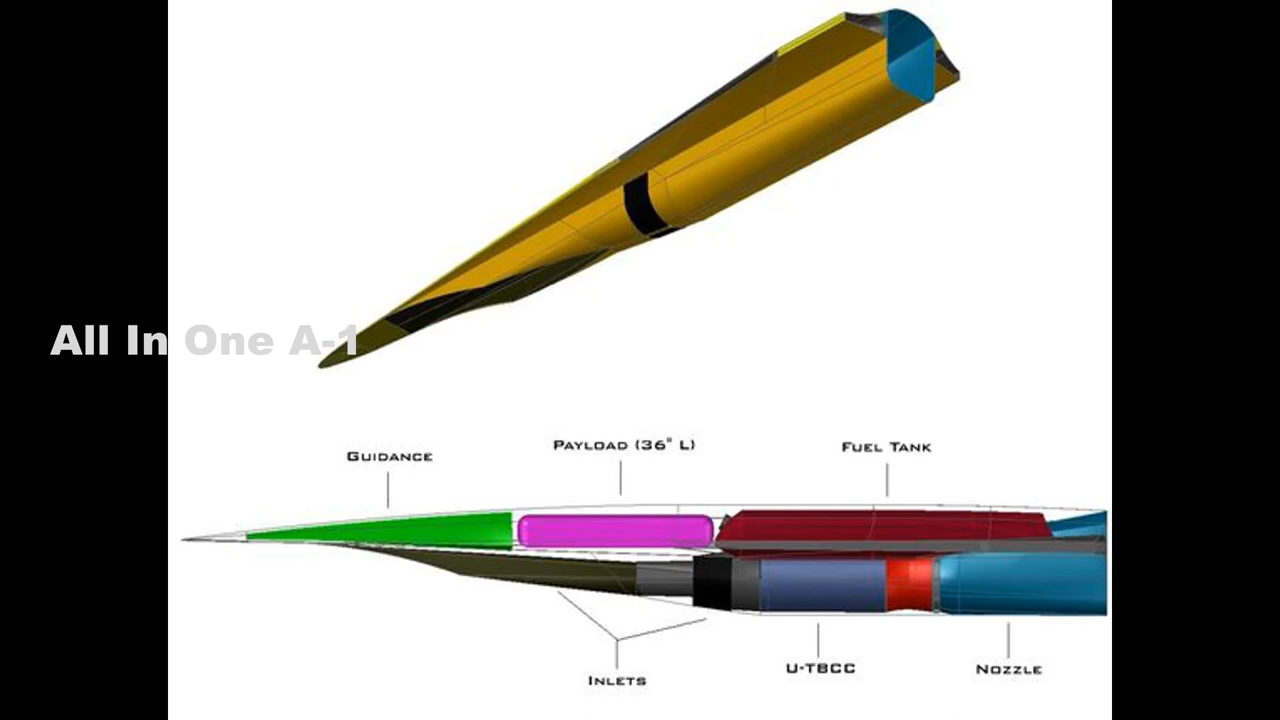 All In One A-1
Guidance
Payload (36" L)
Fuel Tank
Inlets
U-TBCC
Nozzle